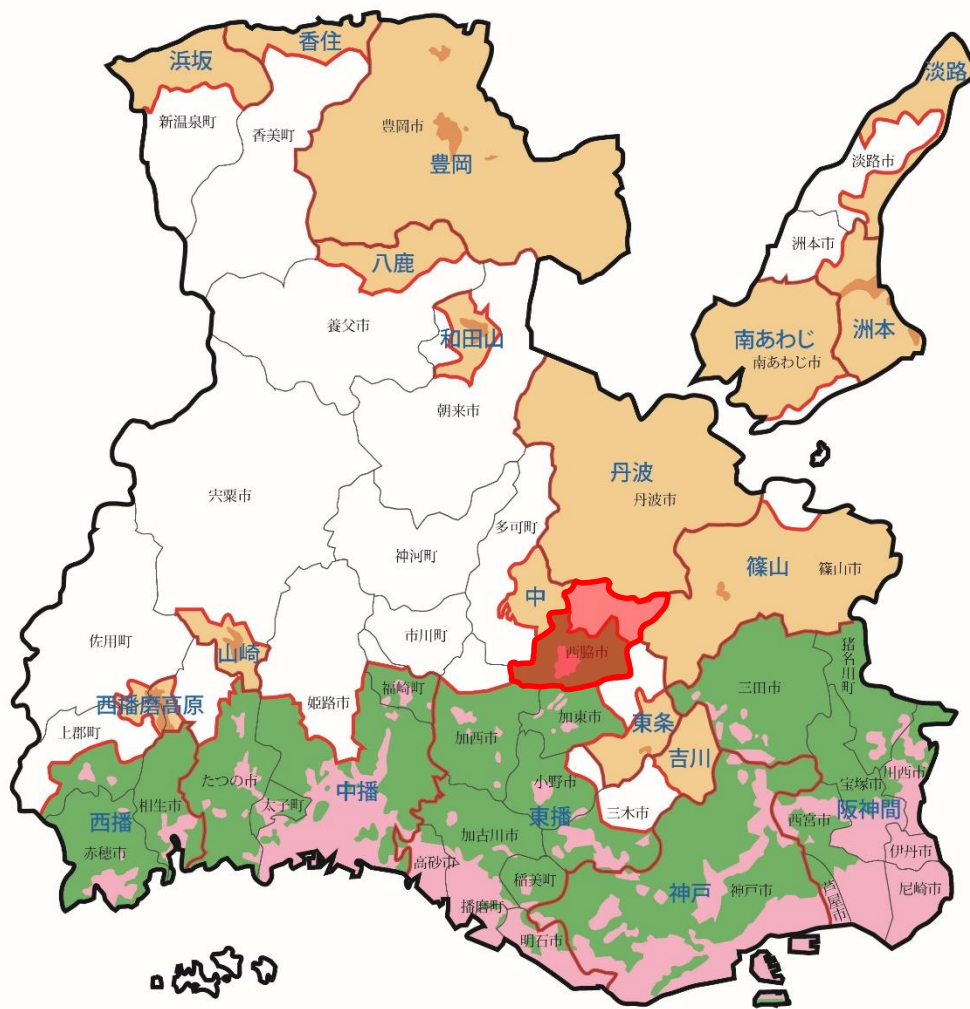 香住
浜坂
淡路
新温泉町
香美町
豊岡市
豊岡
淡路市
洲本市
八鹿
養父市
和田山
南あわじ
洲本
南あわじ市
朝来市
丹波
丹波市
宍粟市
多可町
神河町
篠山
篠山市
中
市川町
佐用町
山崎
西脇市
猪名川町
西播磨高原
姫路市
福崎町
三田市
上郡町
加西市
加東市
東条
吉川
たつの市
相生市
太子町
中播
小野市
三木市
宝塚市
川西市
西播
東播
西宮市
阪神間
赤穂市
加古川市
伊丹市
高砂市
稲美町
神戸
神戸市
芦屋市
尼崎市
播磨町
明石市